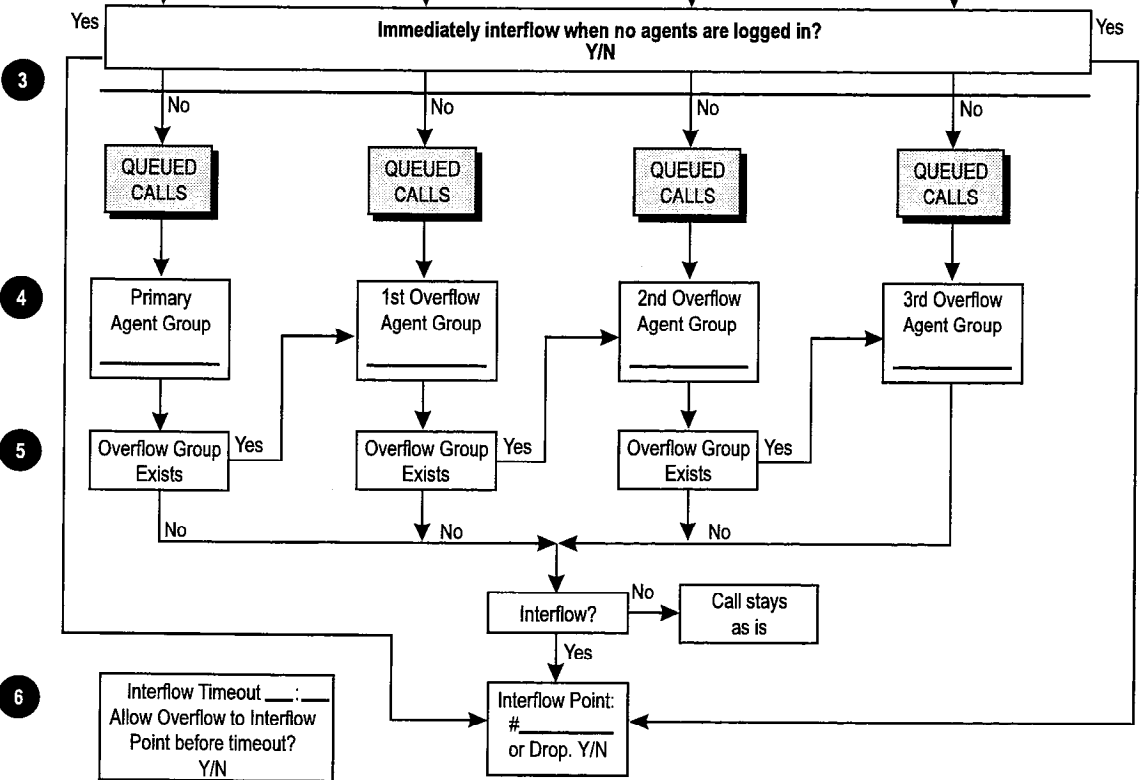 Yes
Immediately interflow when no agents are logged in?
Yes
Y/N
3
No
No
No
No
QUEUED
CALLS
QUEUED
CALLS
QUEUED
CALLS
QUEUED
CALLS
4
Primary
Agent Group
1st Overflow
Agent Group
2nd Overflow
Agent Group
3rd Overflow
Agent Group
5
Overflow Group
Exists
Yes
Overflow Group
Exists
Yes
Overflow Group
Exists
Yes
No
No
No
Interflow?
No
Call stays
as is
Yes
6
Interflow Timeout ___:___
Allow Overflow to Interflow
Point before timeout?
Y/N
Interflow Point:
#__________
or Drop. Y/N